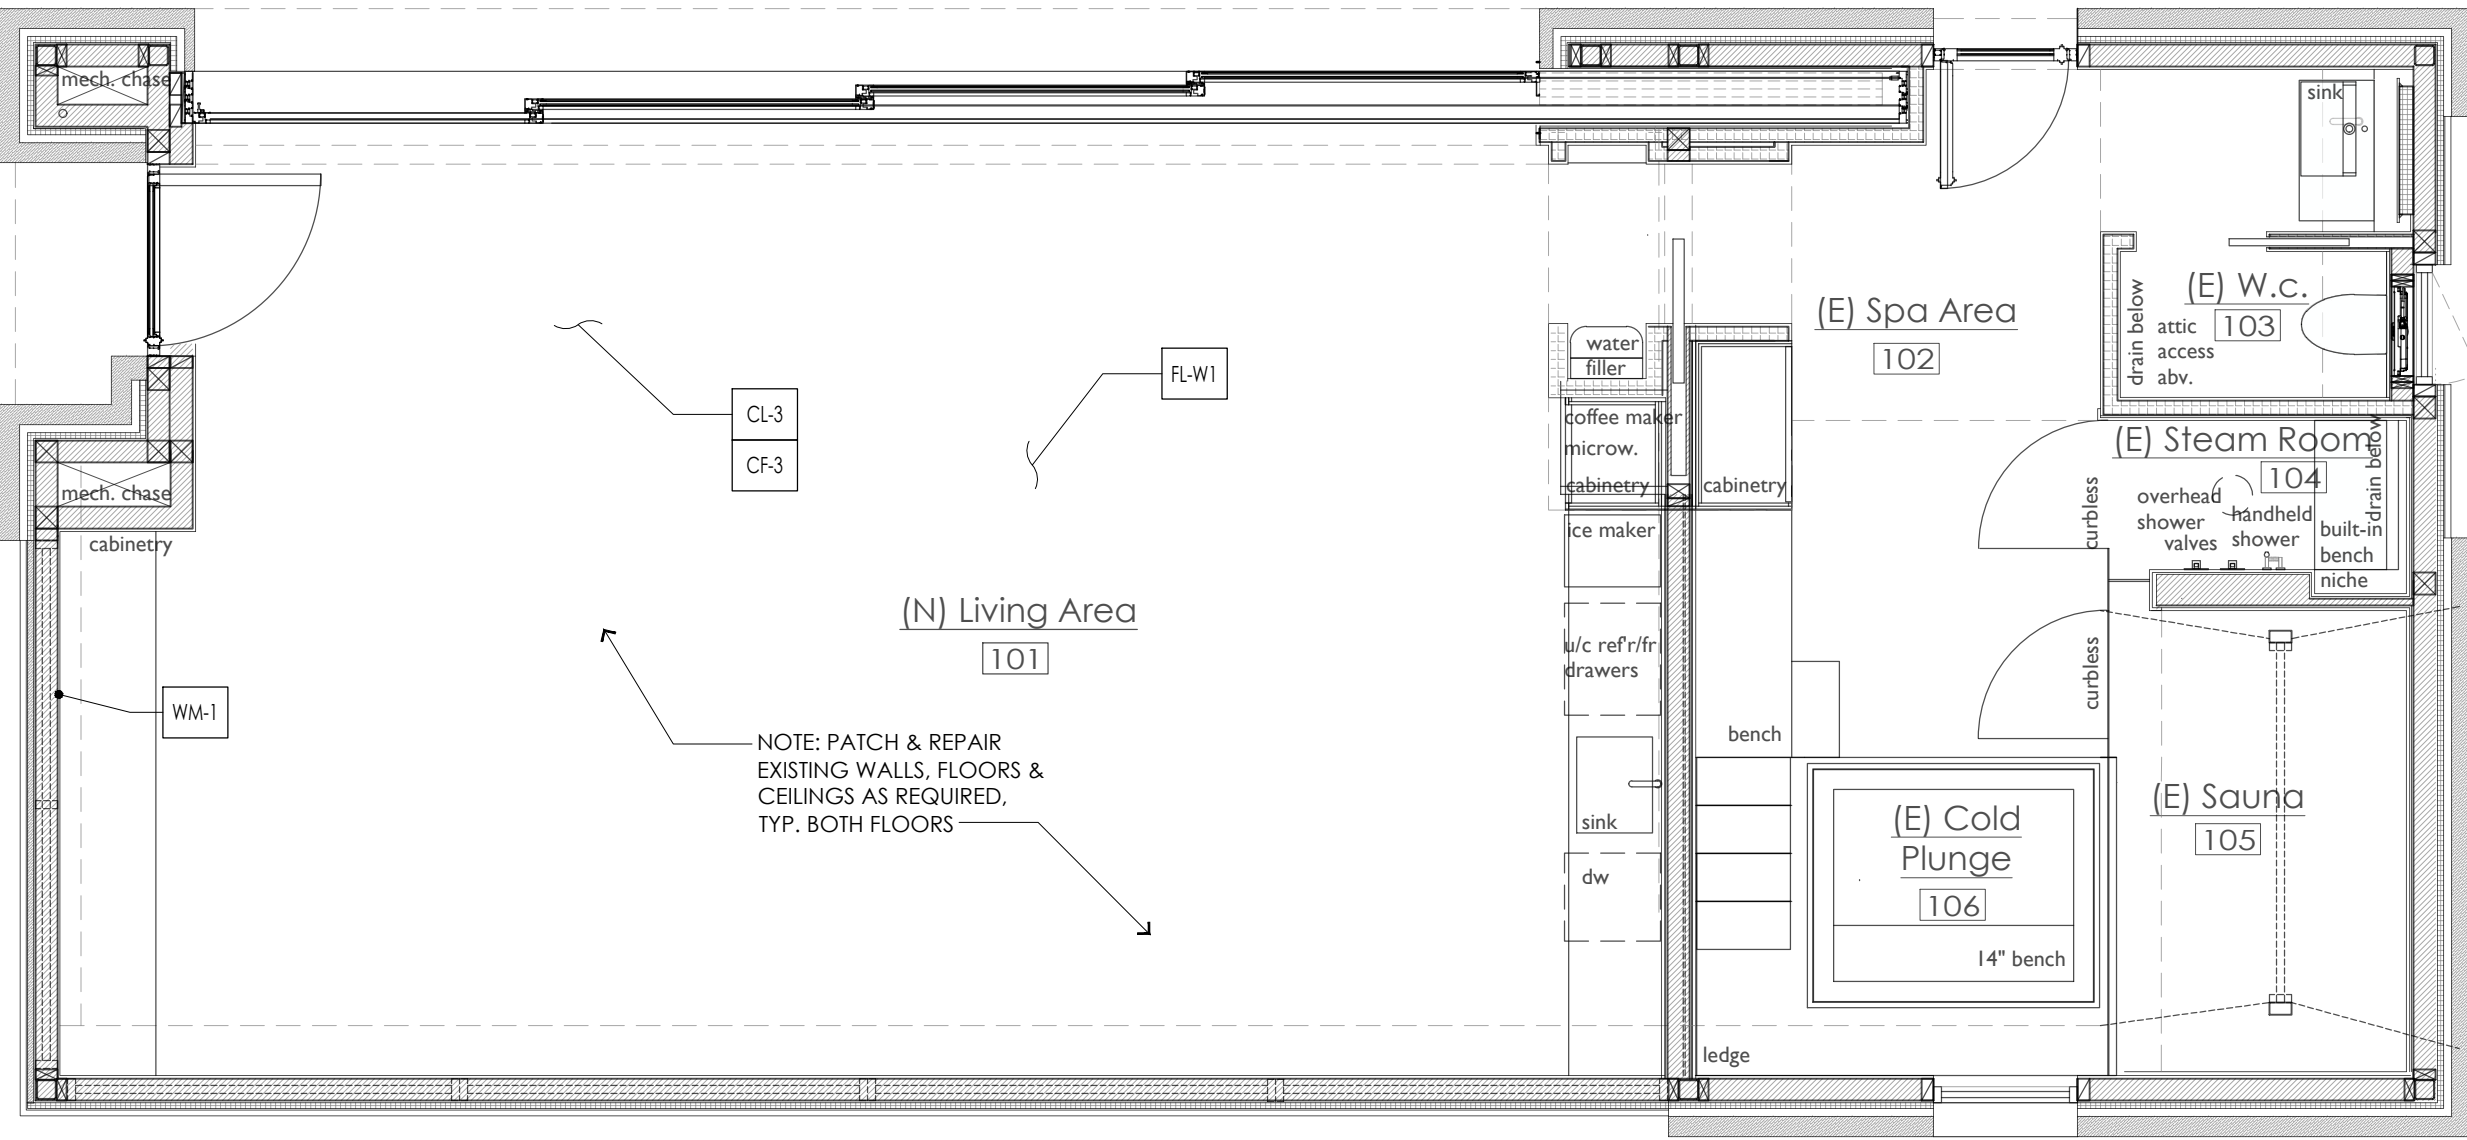 mech. chase
sink
(E) W.c.
103
drain below
attic
access
abv.
(E) Spa Area
102
water
filler
FL-W1
CL-3
CF-3
coffee maker
microw.
cabinetry
cabinetry
(E) Steam Room
104
drain below
overhead
shower
valves
handheld
shower
built-in
bench
niche
curbless
mech. chase
cabinetry
ice maker
(N) Living Area
101
u/c ref'r/fr
drawers
curbless
WM-1
NOTE: PATCH & REPAIR
EXISTING WALLS, FLOORS &
CEILINGS AS REQUIRED,
TYP. BOTH FLOORS
bench
sink
dw
(E) Cold
Plunge
106
14" bench
(E) Sauna
105
ledge